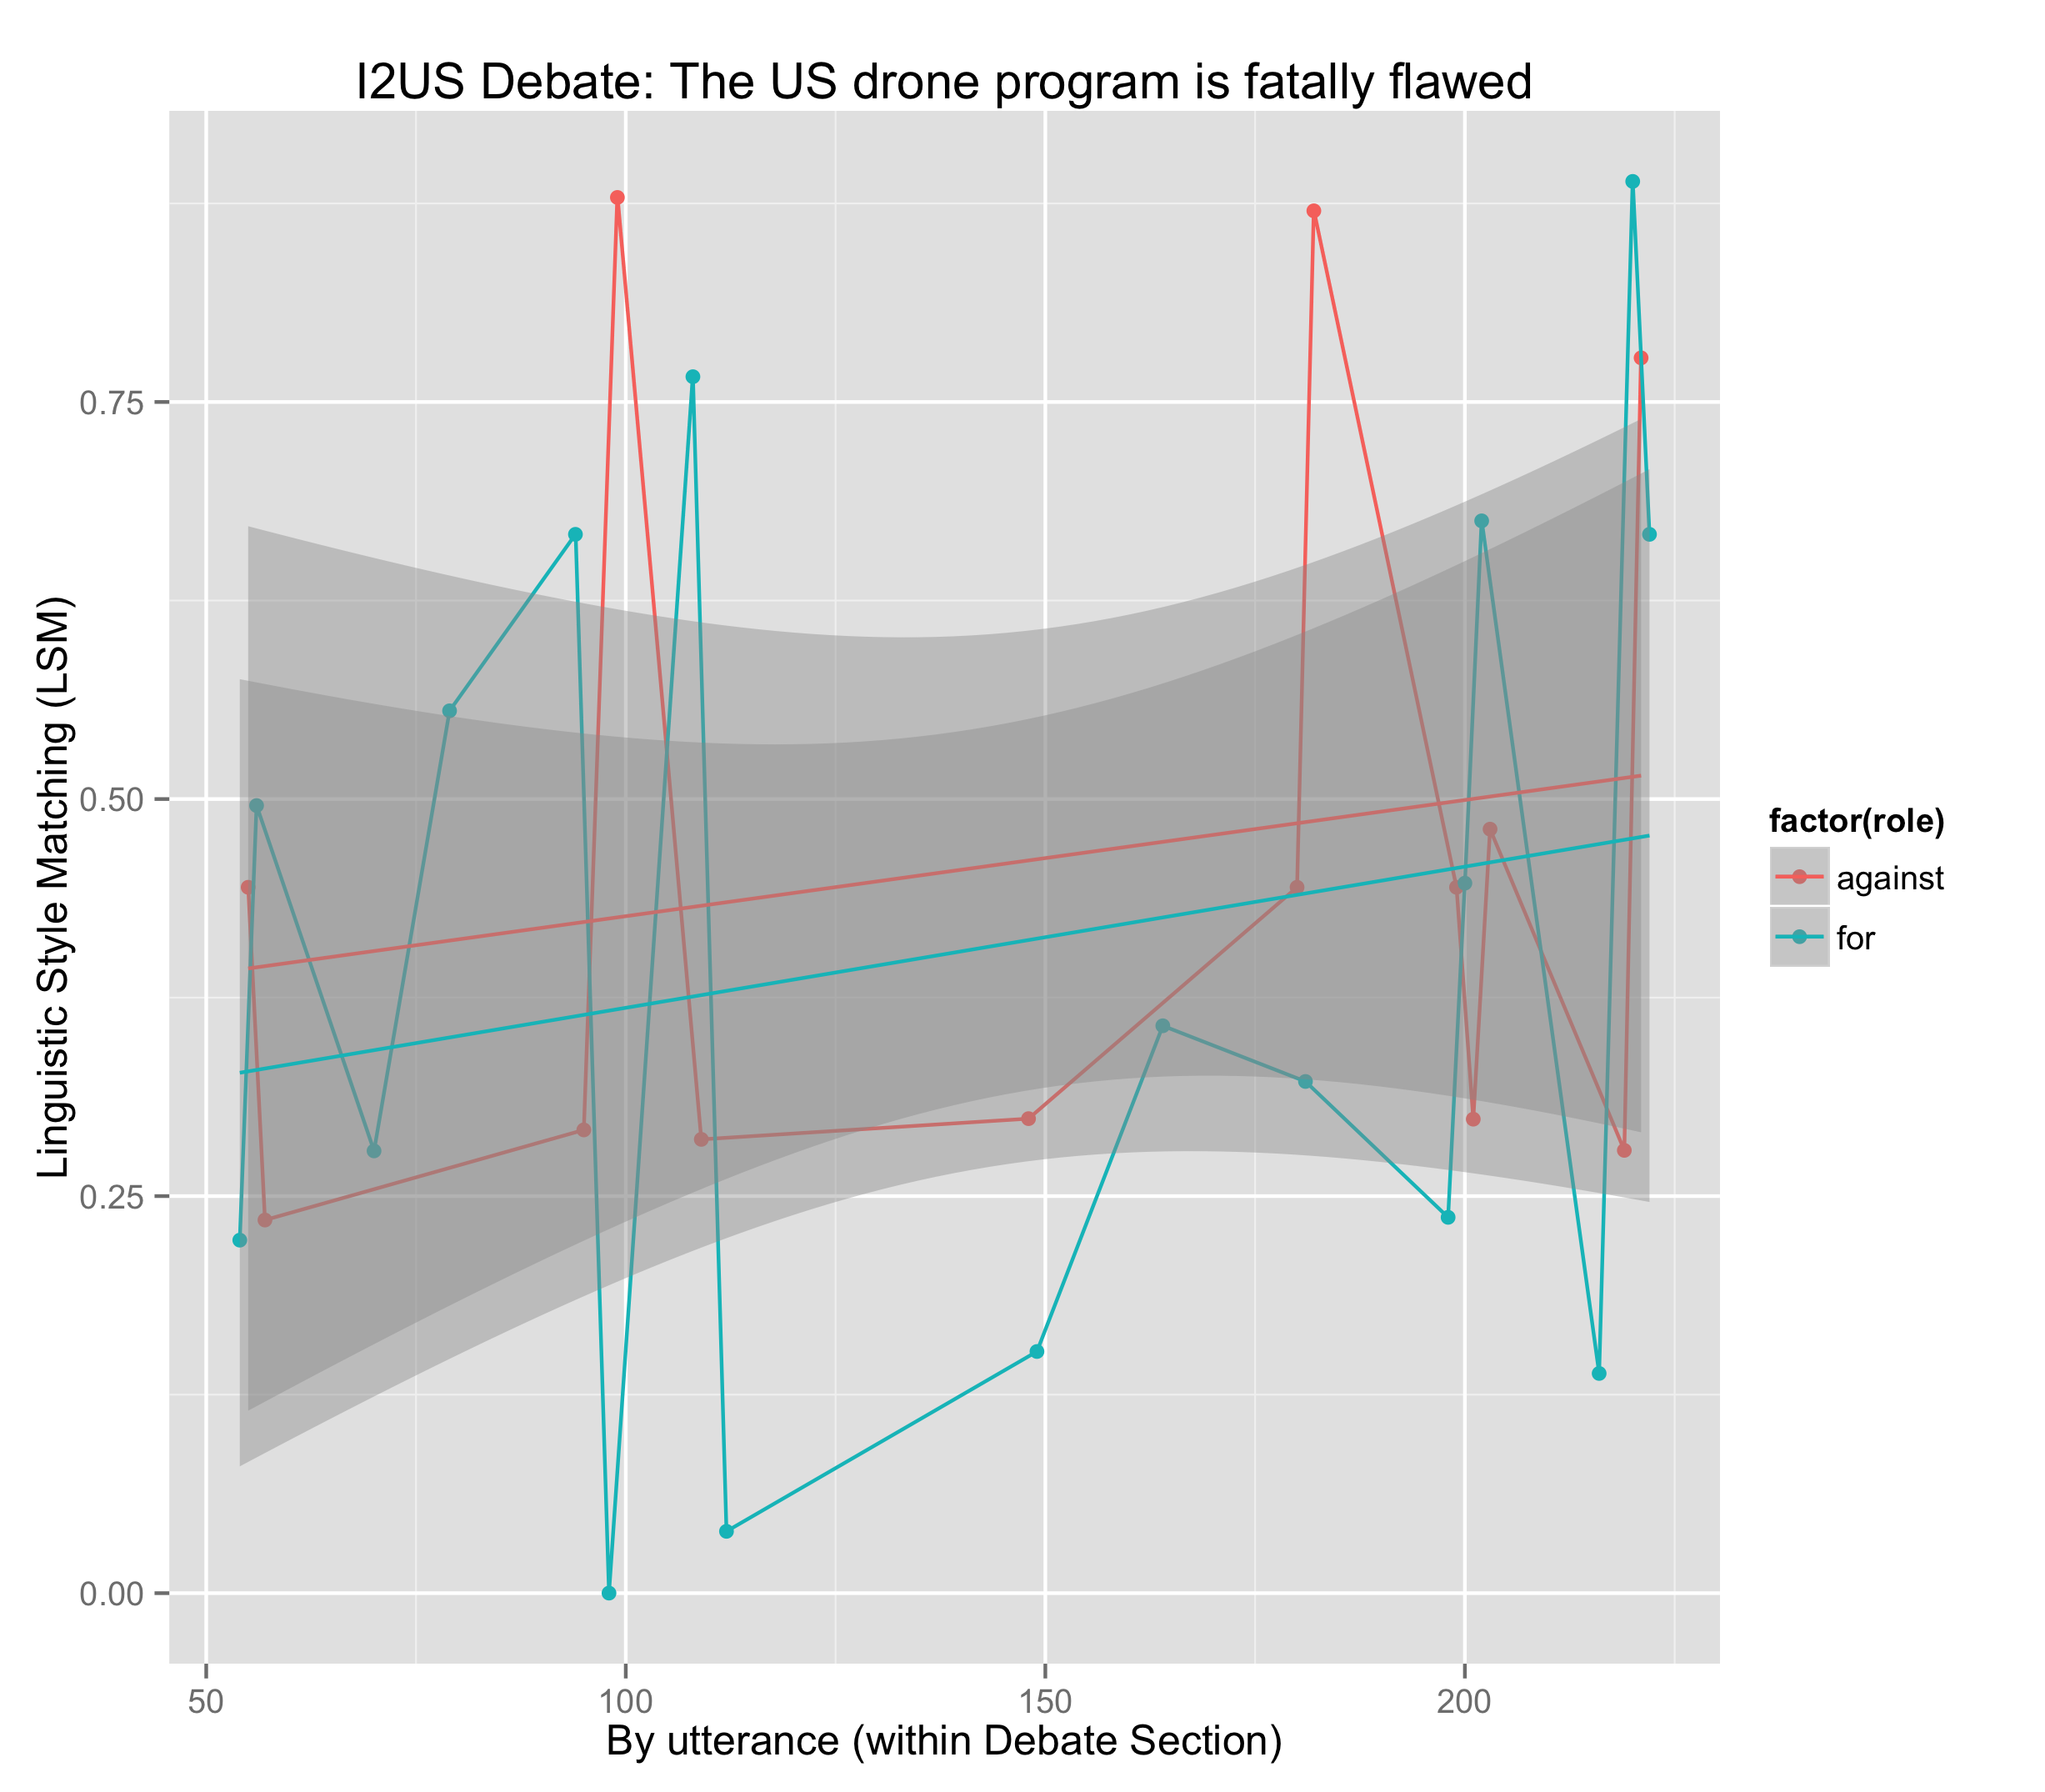 I2US Debate: The US drone program is fatally flawed
Linguistic Style Matching (LSM)
0.75
0.50
0.25
0.00
50 100 150 200
By utterance (within Debate Section)
factor(role)
against
for